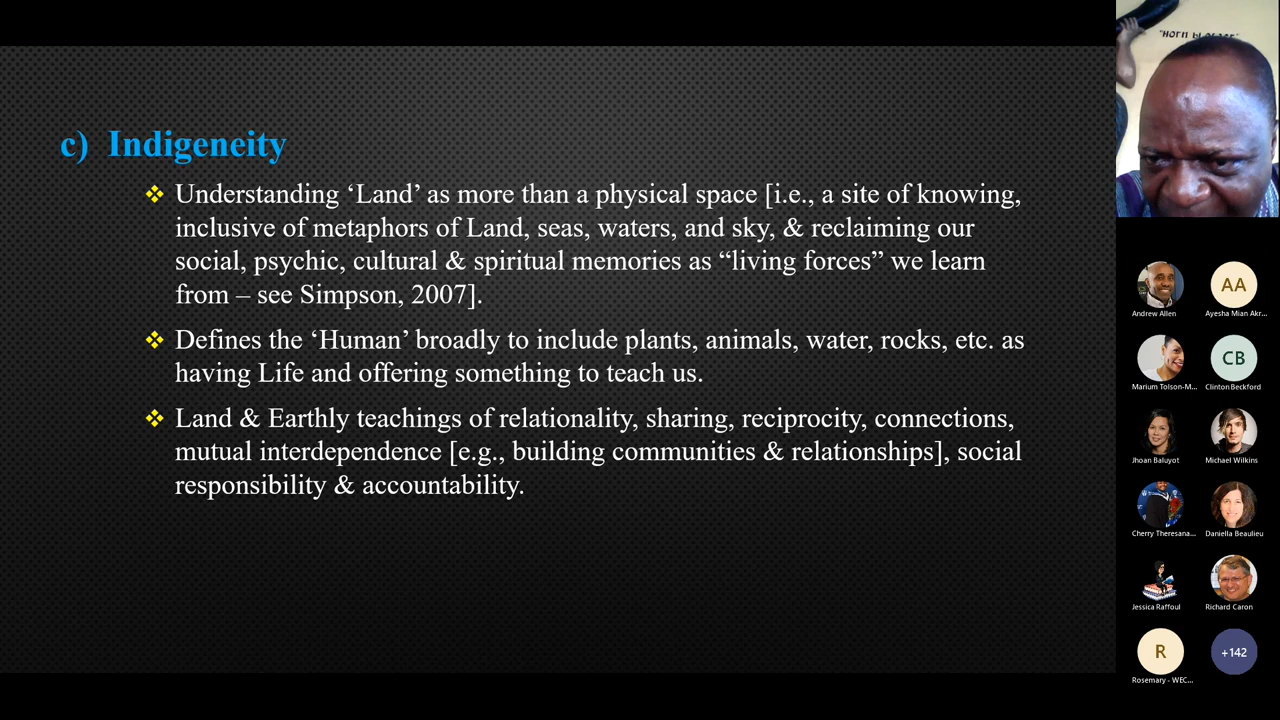 "Horn of
c) Indigeneity
Understanding ‘Land’ as more than a physical space [i.e., a site of knowing,
inclusive of metaphors of Land, seas, waters, and sky, & reclaiming our
social, psychic, cultural & spiritual memories as “living forces” we learn
from – see Simpson, 2007].
Defines the ‘Human’ broadly to include plants, animals, water, rocks, etc. as
having Life and offering something to teach us.
Land & Earthly teachings of relationality, sharing, reciprocity, connections,
mutual interdependence [e.g., building communities & relationships], social
responsibility & accountability.
AA
Andrew Allen
Ayesha Mian Akr...
CB
Marium Tolson-M...
Clinton Beckford
Jhoan Baluyot
Michael Wilkins
Cherry Theresana...
Daniella Beaulieu
Jessica Raffoul
Richard Caron
R
+142
Rosemary - WEC...